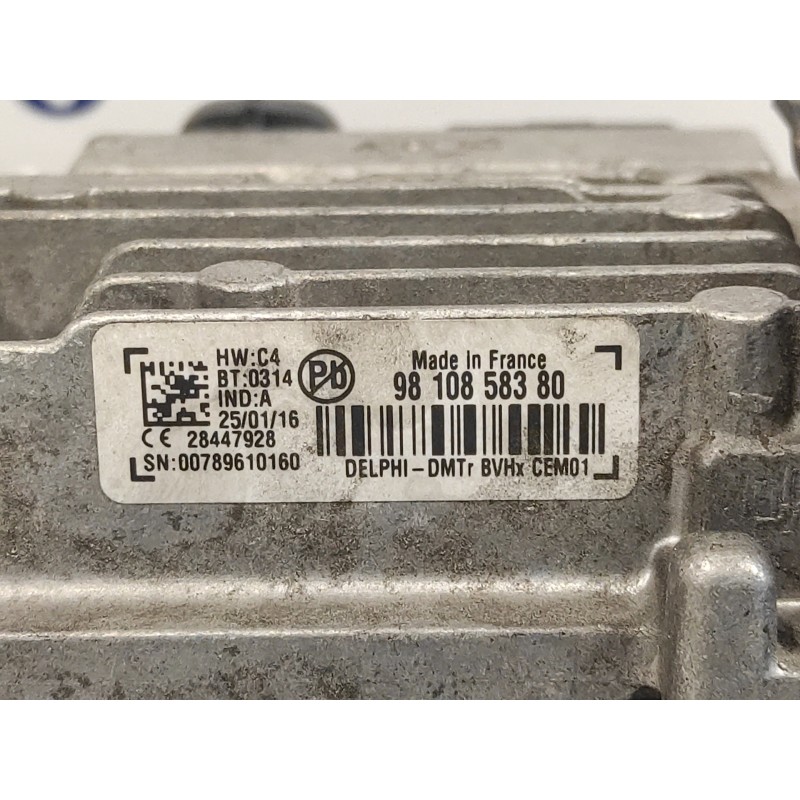 HW:C4
BT:0314
IND:A
25/01/16
CE 28447928
SN:00789610160
Pb
Made in France
98 108 583 80
DELPHI-DMTr BVHx CEM01